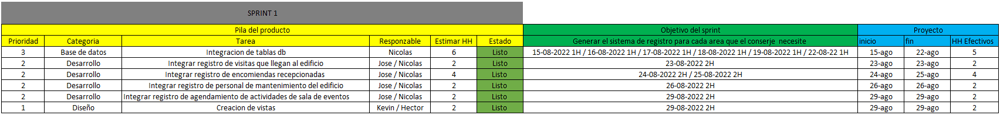 SPRINT 1
Pila del producto Objetivo del sprint Proyecto
Prioridad Categoria Tarea Responzable Estimar HH Estado Generar el sistema de registro para cada area que el conserje necesite inicio fin HH Efectivos
3 Base de datos Integracion de tablas db Nicolas 6 Listo 15-08-2022 1H / 16-08-2022 1H / 17-08-2022 1H / 18-08-2022 1H / 19-08-2022 1H / 22-08-22 1H 15-ago 22-ago 5
2 Desarrollo Integrar registro de visitas que llegan al edificio Jose / Nicolas 2 Listo 23-08-2022 2H 23-ago 23-ago 2
2 Desarrollo Integrar registro de encomiendas recepcionadas Jose / Nicolas 4 Listo 24-08-2022 2H / 25-08-2022 2H 24-ago 25-ago 4
2 Desarrollo Integrar registro de personal de mantenimiento del edificio Jose / Nicolas 2 Listo 26-08-2022 2H 26-ago 26-ago 2
2 Desarrollo Integrar registro de agendamiento de actividades de sala de eventos Jose / Nicolas 2 Listo 29-08-2022 2H 29-ago 29-ago 2
1 Diseño Creacion de vistas Kevin / Hector 2 Listo 29-08-2022 2H 29-ago 29-ago 2